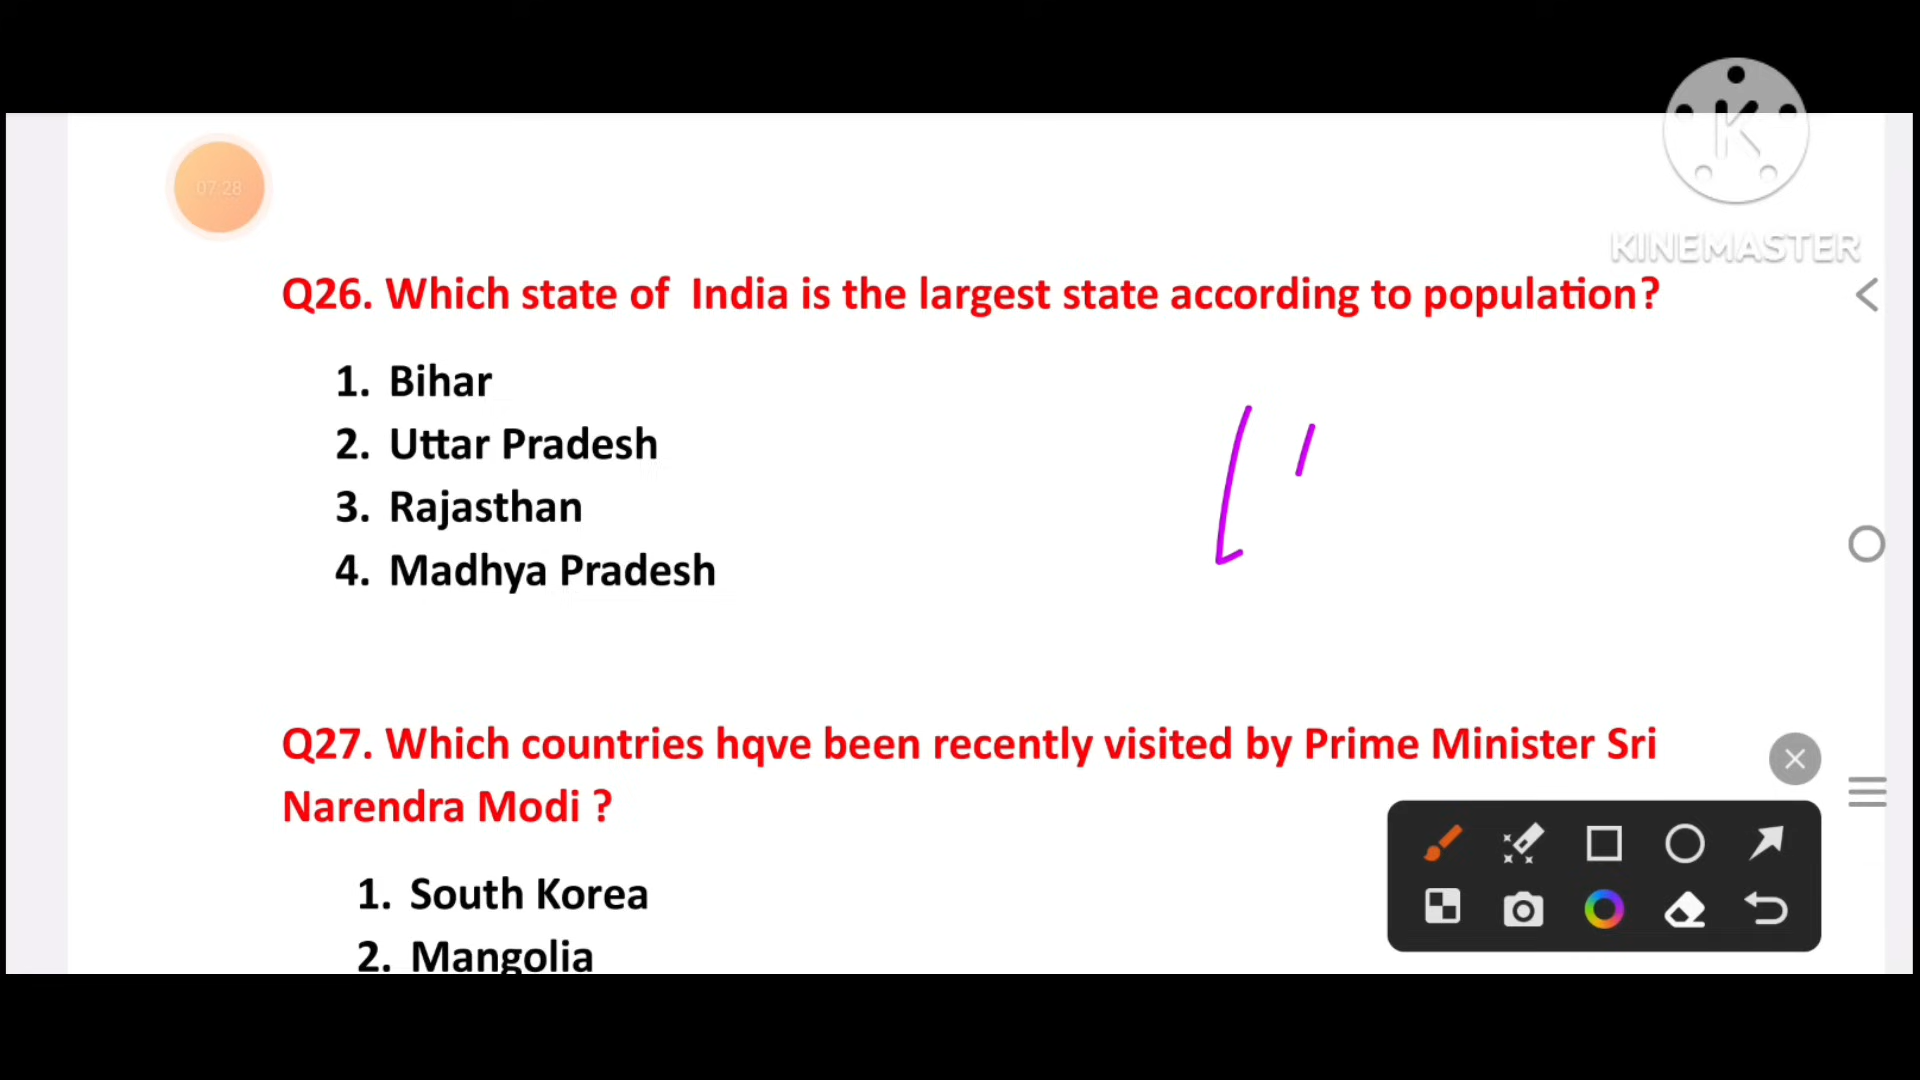 07:28
KINEMASTER
Q26. Which state of India is the largest state according to population?
1. Bihar
2. Uttar Pradesh
3. Rajasthan
4. Madhya Pradesh
Q27. Which countries hqve been recently visited by Prime Minister Sri
Narendra Modi ?
1. South Korea
2. Mangolia